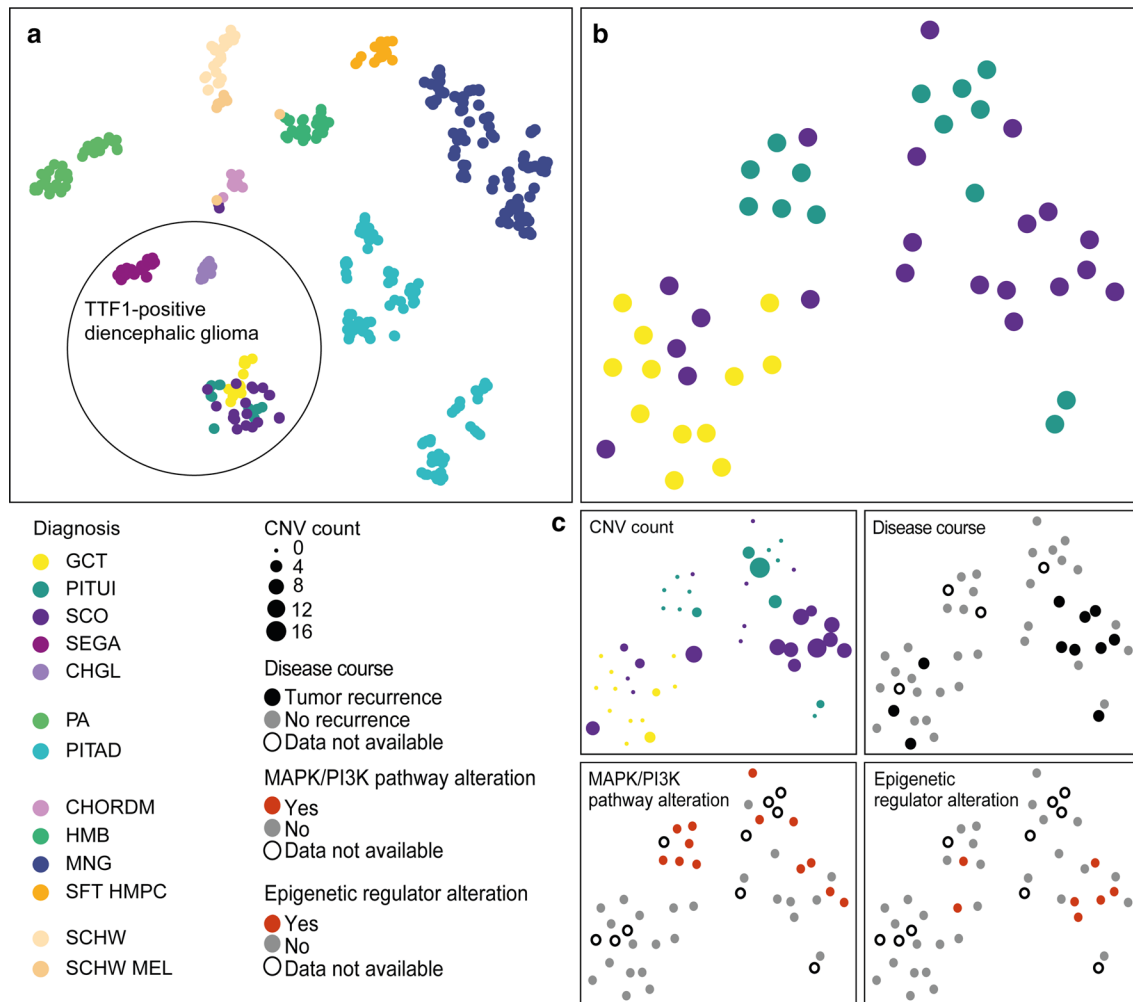 a
TTF1-positive
diencephalic glioma
b
Diagnosis
GCT
PITUI
SCO
SEGA
CHGL
PA
PITAD
CHORDM
HMB
MNG
SFT HMPC
SCHW
SCHW MEL
CNV count
0
4
8
12
16
Disease course
Tumor recurrence
No recurrence
Data not available
MAPK/PI3K pathway alteration
Yes
No
Data not available
Epigenetic regulator alteration
Yes
No
Data not available
c
CNV count
Disease course
MAPK/PI3K
pathway alteration
Epigenetic
regulator alteration